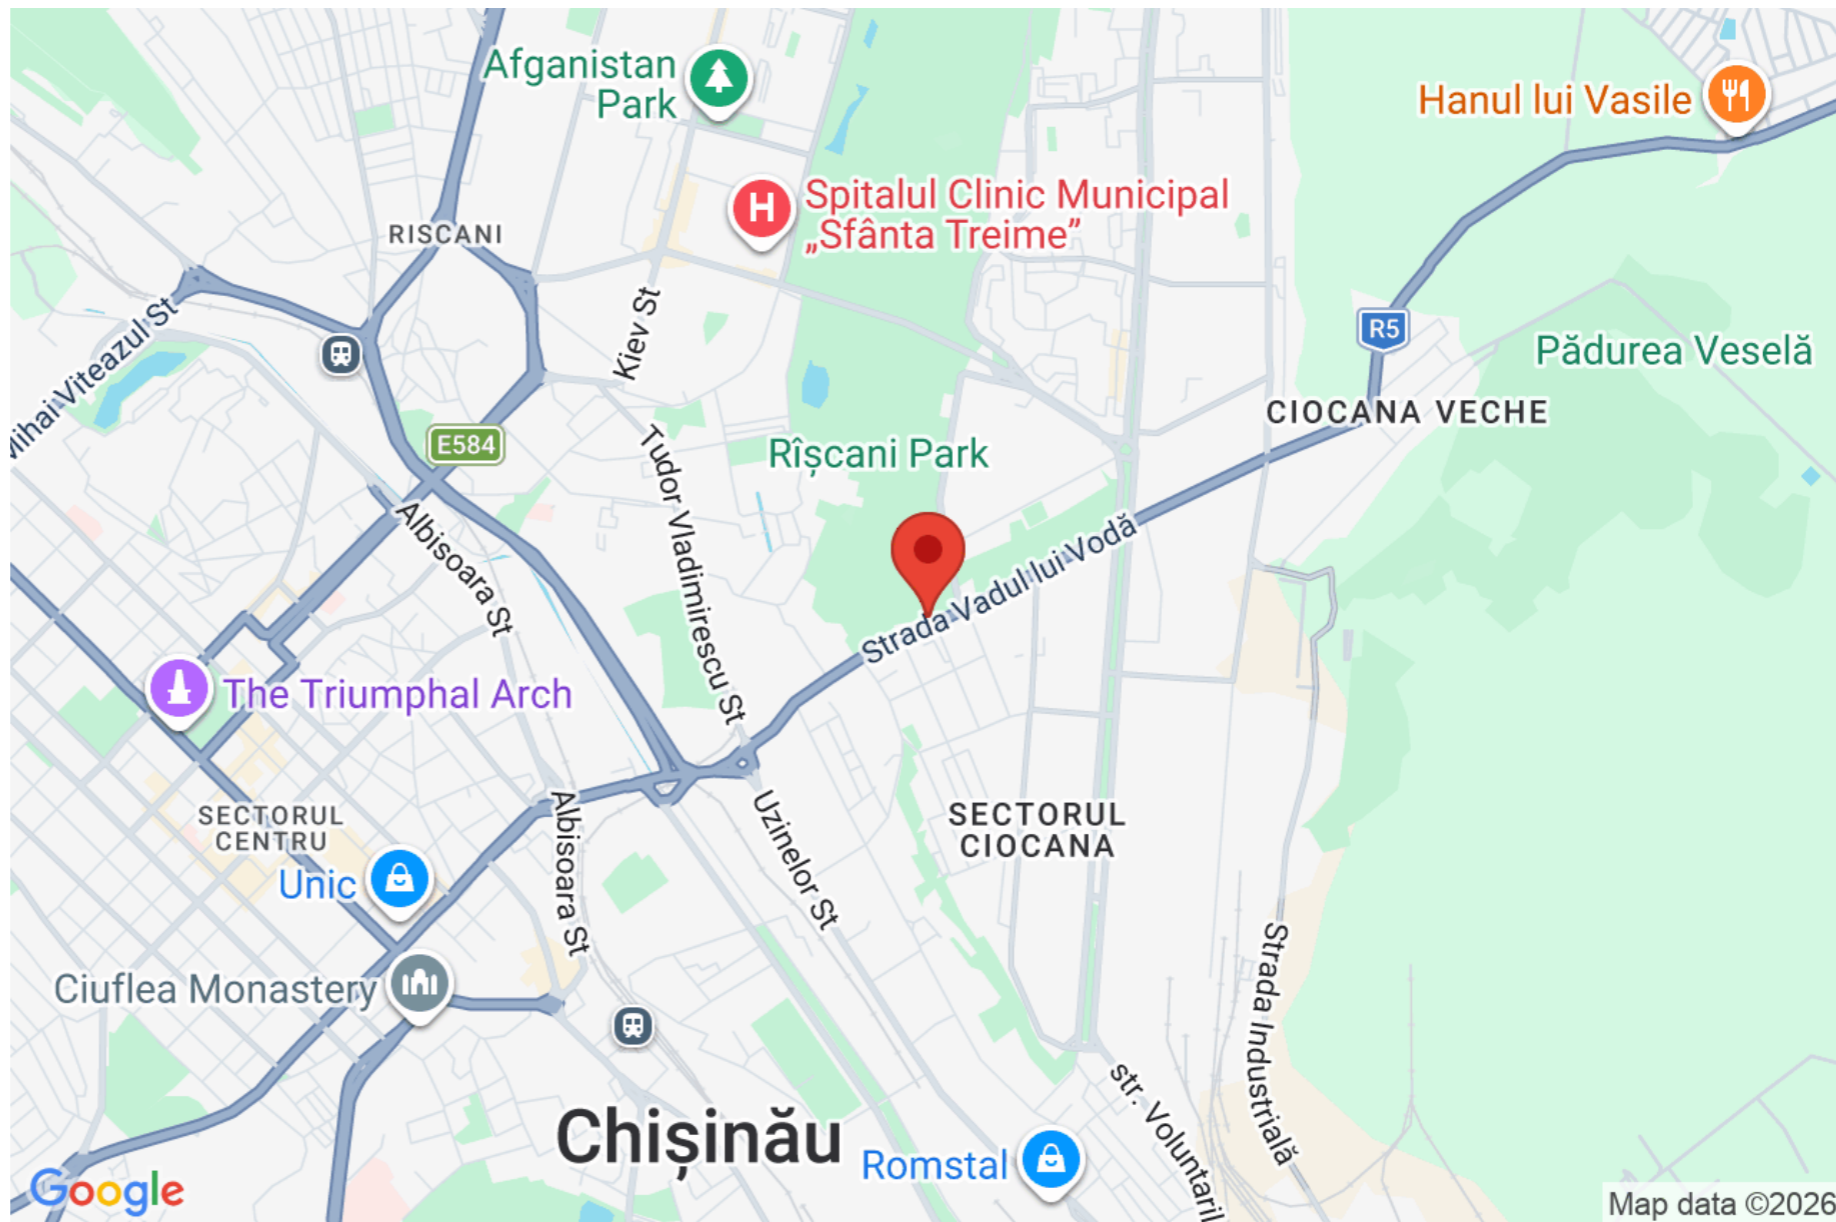 Afganistan
Park
Hanul lui Vasile
Spitalul Clinic Municipal
„Sfânta Treime”
RISCANI
Kiev St
Mihai Viteazul St
R5
Pădurea Veselă
CIOCANA VECHE
E584
Rîșcani Park
Tudor Vladimirescu St
Albisoara St
Strada Vadul lui Vodă
The Triumphal Arch
SECTORUL
CENTRU
SECTORUL
CIOCANA
Unic
Albisoara St
Uzinelor St
Ciuflea Monastery
Strada Industrială
str. Voluntaril
Chișinău
Romstal
Google
Map data ©2026